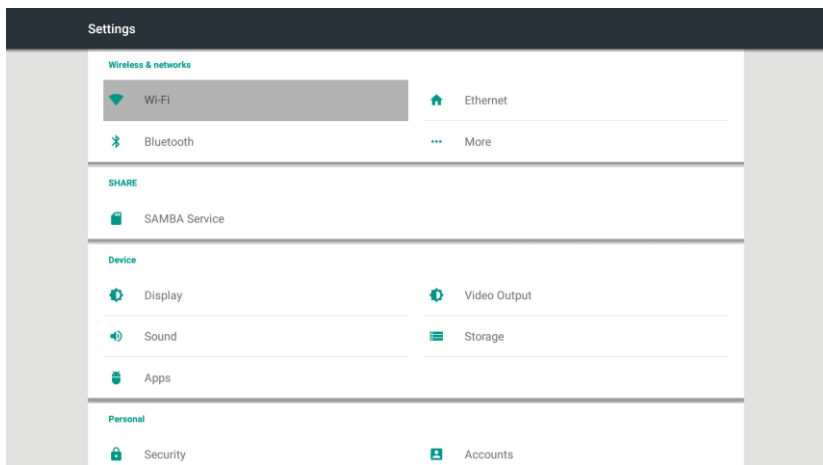 Settings
Wireless & networks
Wi-Fi
Ethernet
Bluetooth
More
SHARE
SAMBA Service
Device
Display
Video Output
Sound
Storage
Apps
Personal
Security
Accounts